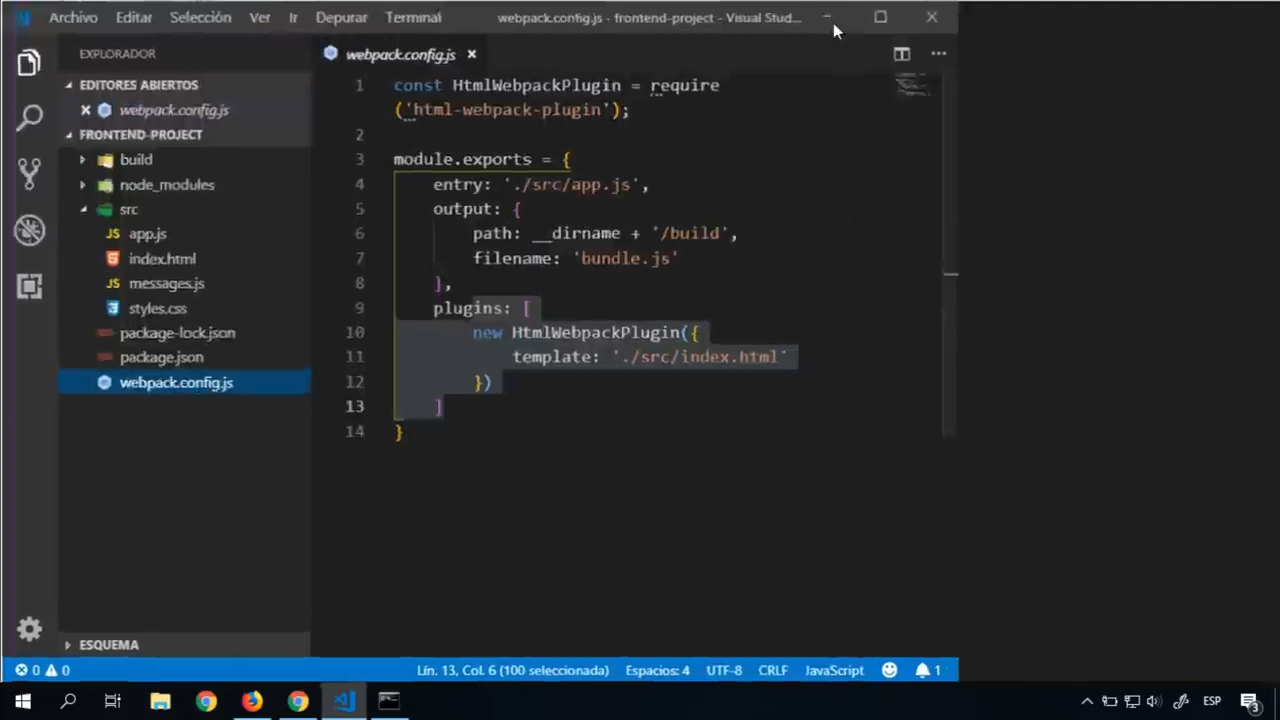 Archivo Editar Selección Ver Ir Depurar Terminal webpack.config.js - frontend-project - Visual Stud...
EXPLORADOR
webpack.config.js
EDITORES ABIERTOS
webpack.config.js
FRONTEND-PROJECT
build
node_modules
src
app.js
index.html
messages.js
styles.css
package-lock.json
package.json
webpack.config.js
ESQUEMA
1 const HtmlWebpackPlugin = require
('html-webpack-plugin');
2
3 module.exports = {
4 entry: './src/app.js',
5 output: {
6 path: __dirname + '/build',
7 filename: 'bundle.js'
8 },
9 plugins: [
10 new HtmlWebpackPlugin({
11 template: './src/index.html'
12 })
13 ]
14 }
0 0 Lín. 13, Col. 6 (100 seleccionada) Espacios: 4 UTF-8 CRLF JavaScript 1
ESP 3